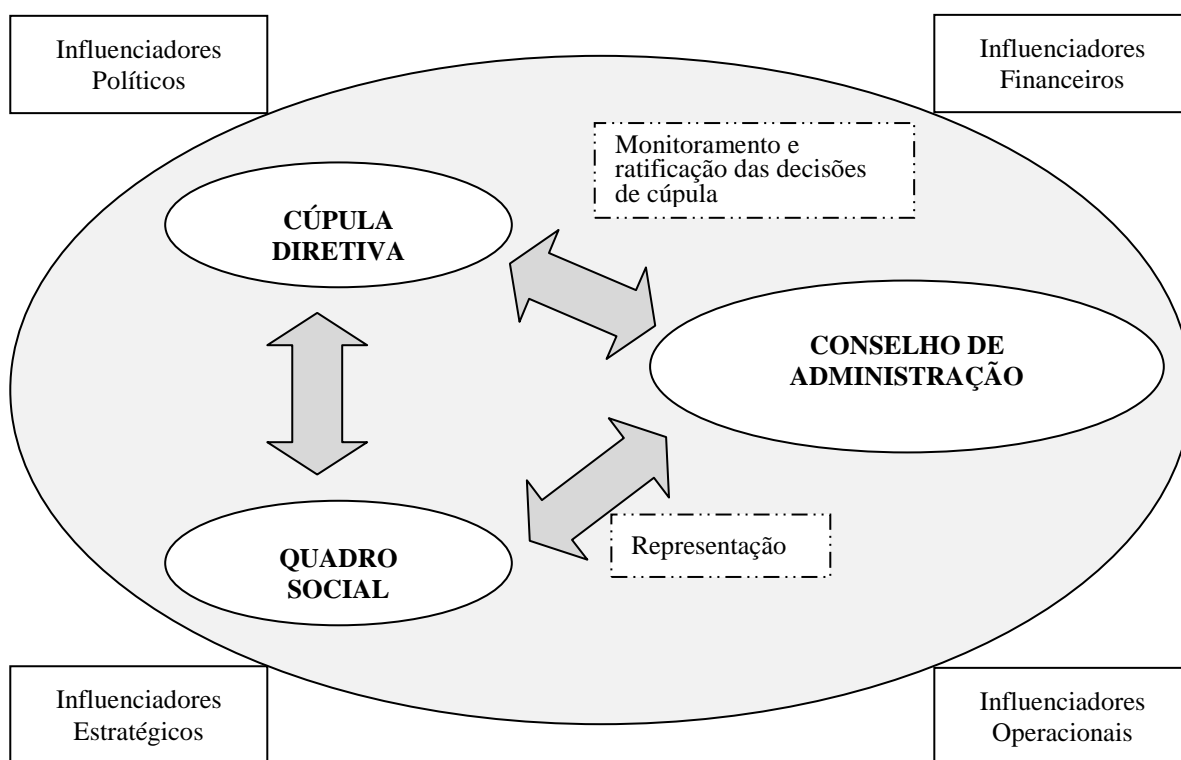 Influenciadores
Políticos
Influenciadores
Financeiros
Monitoramento e
ratificação das decisões
de cúpula
CÚPULA
DIRETIVA
CONSELHO DE
ADMINISTRAÇÃO
QUADRO
SOCIAL
Representação
Influenciadores
Estratégicos
Influenciadores
Operacionais